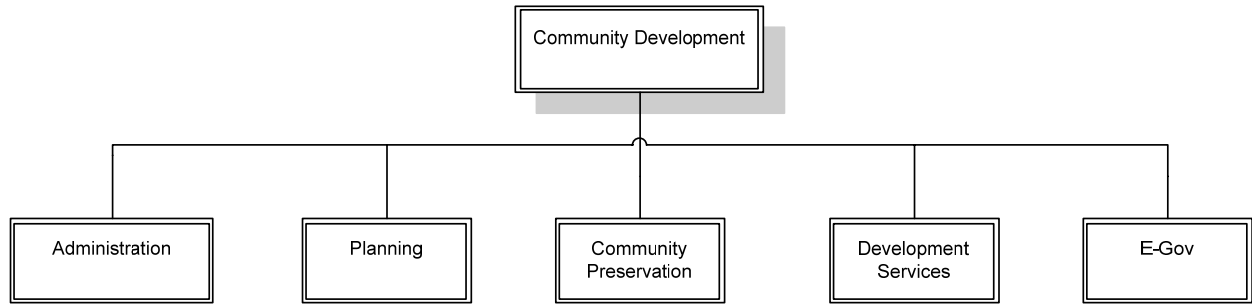 Community Development
Administration
Planning
Community
Preservation
Development
Services
E-Gov